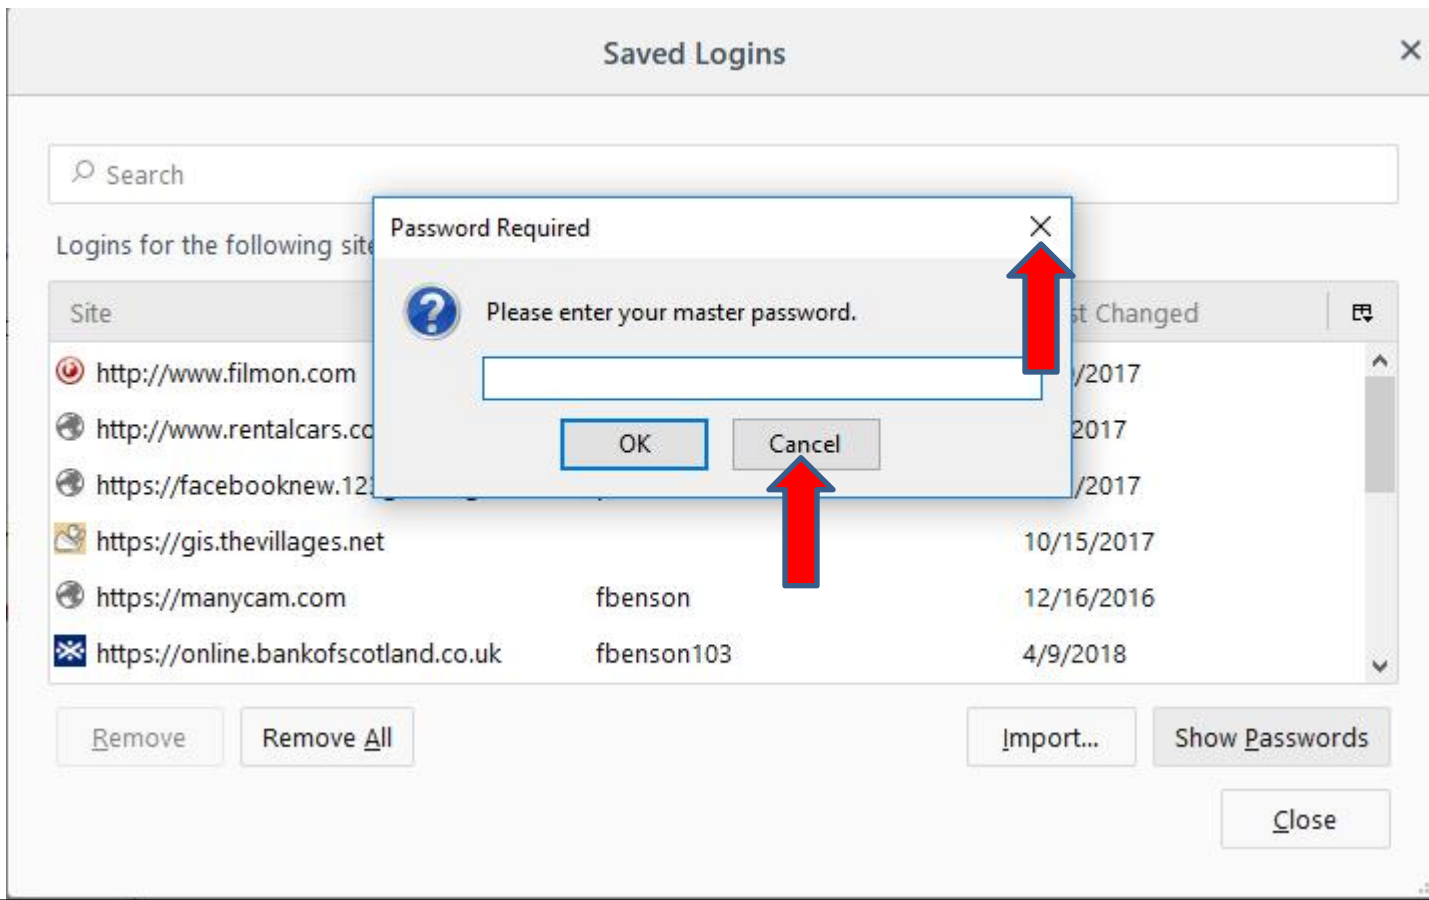 Saved Logins
Search
Password Required
Logins for the following
Please enter your master password.
Site Changed
http://www.filmon.com /2017
http://www.rentalcars.co 2017
OK Cancel
https://facebooknew.12 /2017
https://gis.thevillages.net 10/15/2017
https://manycam.com fbenson 12/16/2016
https://online.bankofscotland.co.uk fbenson103 4/9/2018
Remove Remove All Import... Show Passwords
Close